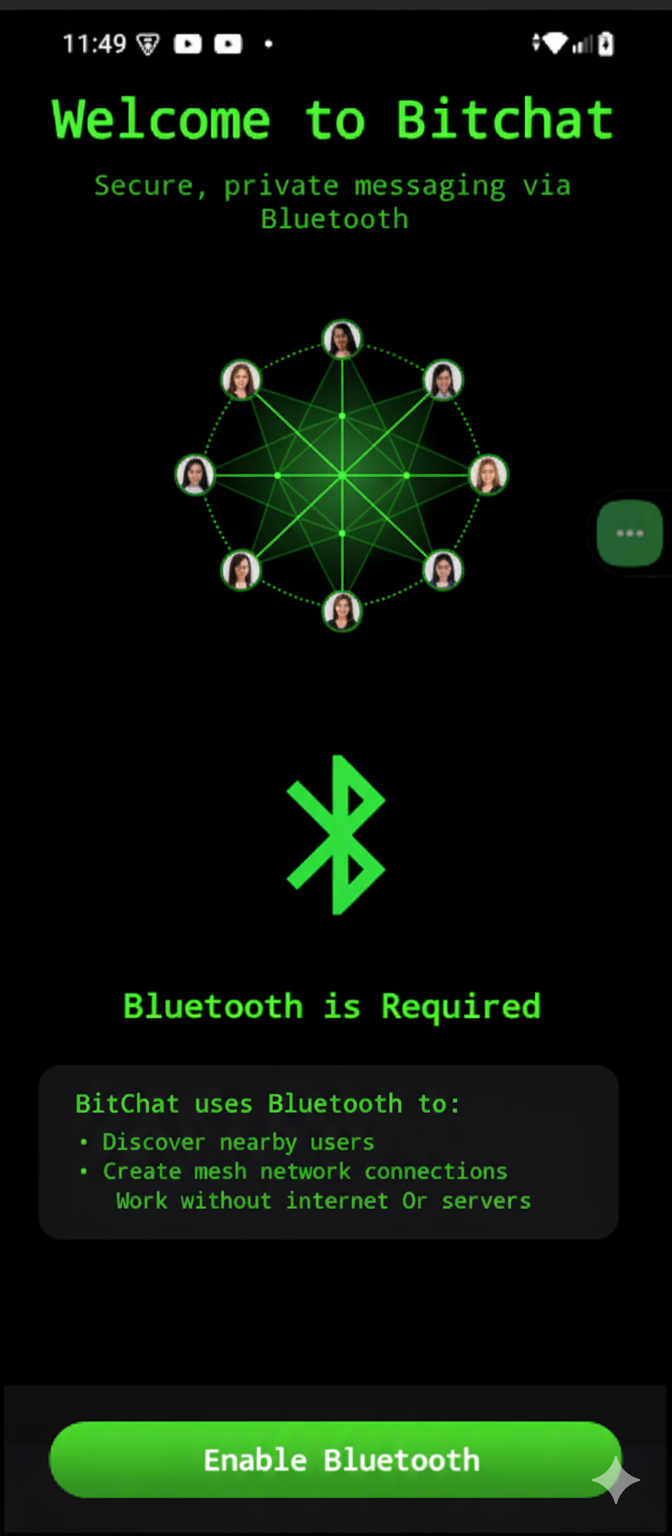 11:49
Welcome to Bitchat
Secure, private messaging via
Bluetooth
Bluetooth is Required
BitChat uses Bluetooth to:
• Discover nearby users
• Create mesh network connections
Work without internet Or servers
Enable Bluetooth